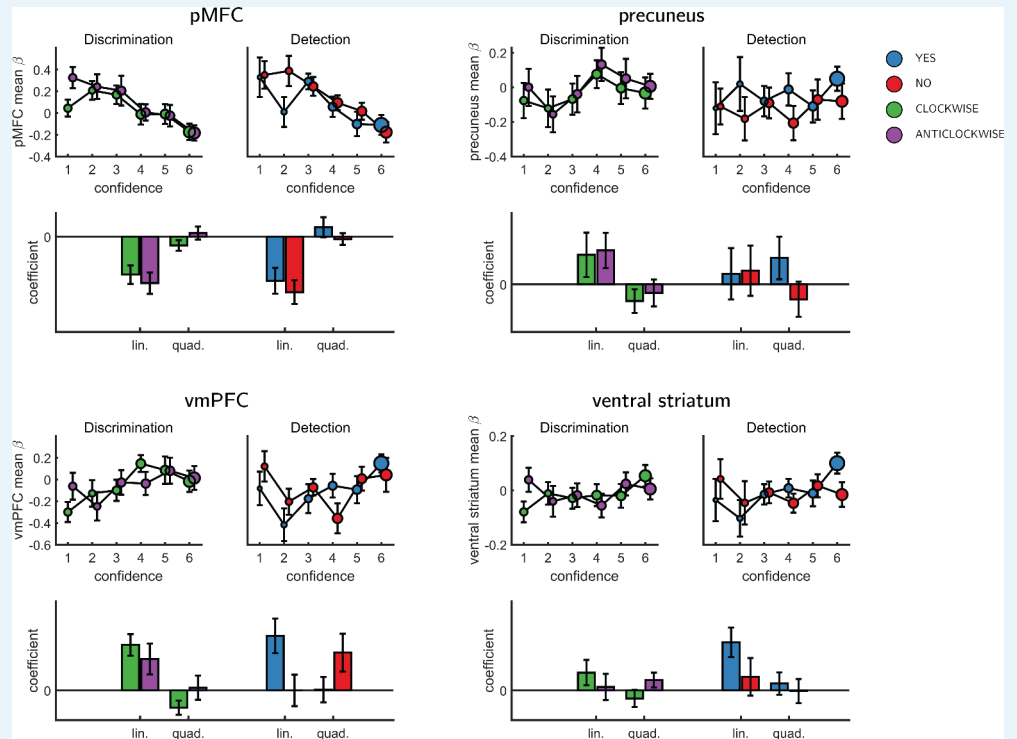 pMFC
Discrimination
Detection
pMFC mean β
0.4
0.2
0
-0.2
-0.4
1 2 3 4 5 6
confidence
1 2 3 4 5 6
confidence
coefficient
0
lin. quad. lin. quad.
precuneus
Discrimination
Detection
precuneus mean β
0.2
0
-0.2
-0.4
1 2 3 4 5 6
confidence
1 2 3 4 5 6
confidence
coefficient
0
lin. quad. lin. quad.
YES
NO
CLOCKWISE
ANTICLOCKWISE
vmPFC
Discrimination
Detection
vmPFC mean β
0.2
0
-0.2
-0.4
-0.6
1 2 3 4 5 6
confidence
1 2 3 4 5 6
confidence
coefficient
0
lin. quad. lin. quad.
ventral striatum
Discrimination
Detection
ventral striatum mean β
0.2
0
-0.2
1 2 3 4 5 6
confidence
1 2 3 4 5 6
confidence
coefficient
0
lin. quad. lin. quad.